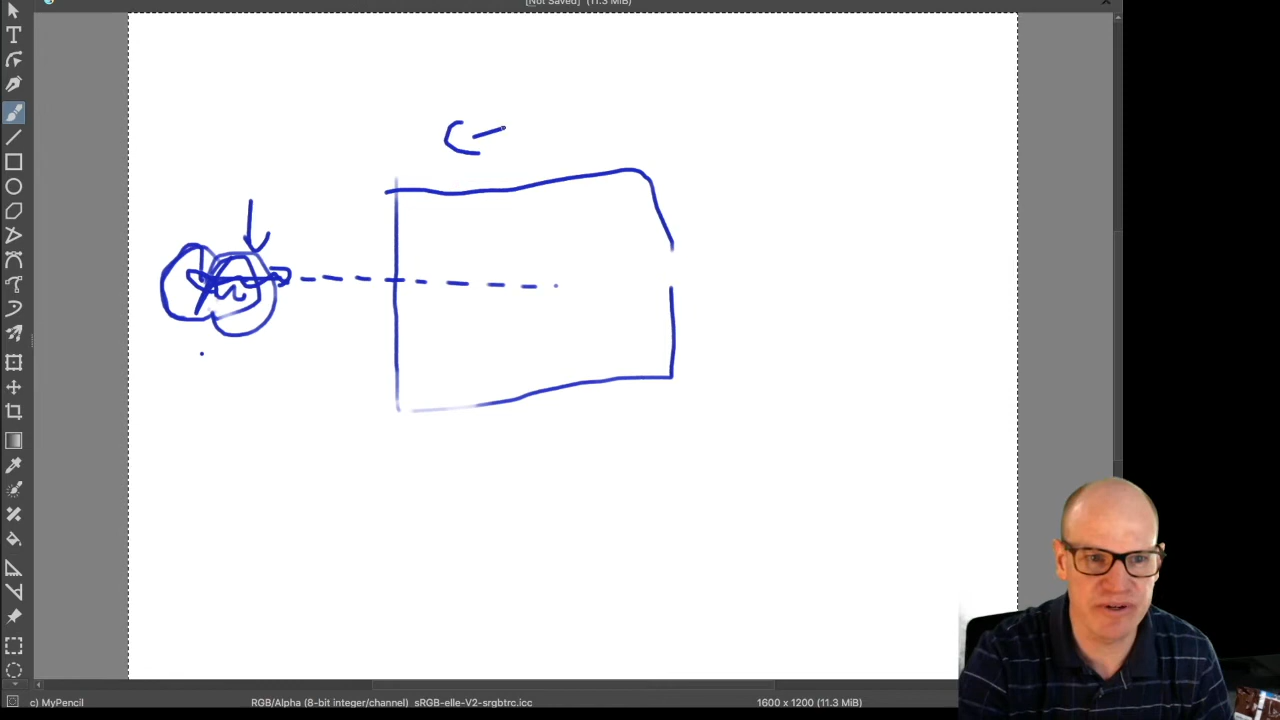 [Not Saved] (11.3 MiB)
C
c) MyPencil
RGB/Alpha (8-bit integer/channel) sRGB-elle-V2-srgbtrc.icc
1600 x 1200 (11.3 MiB)